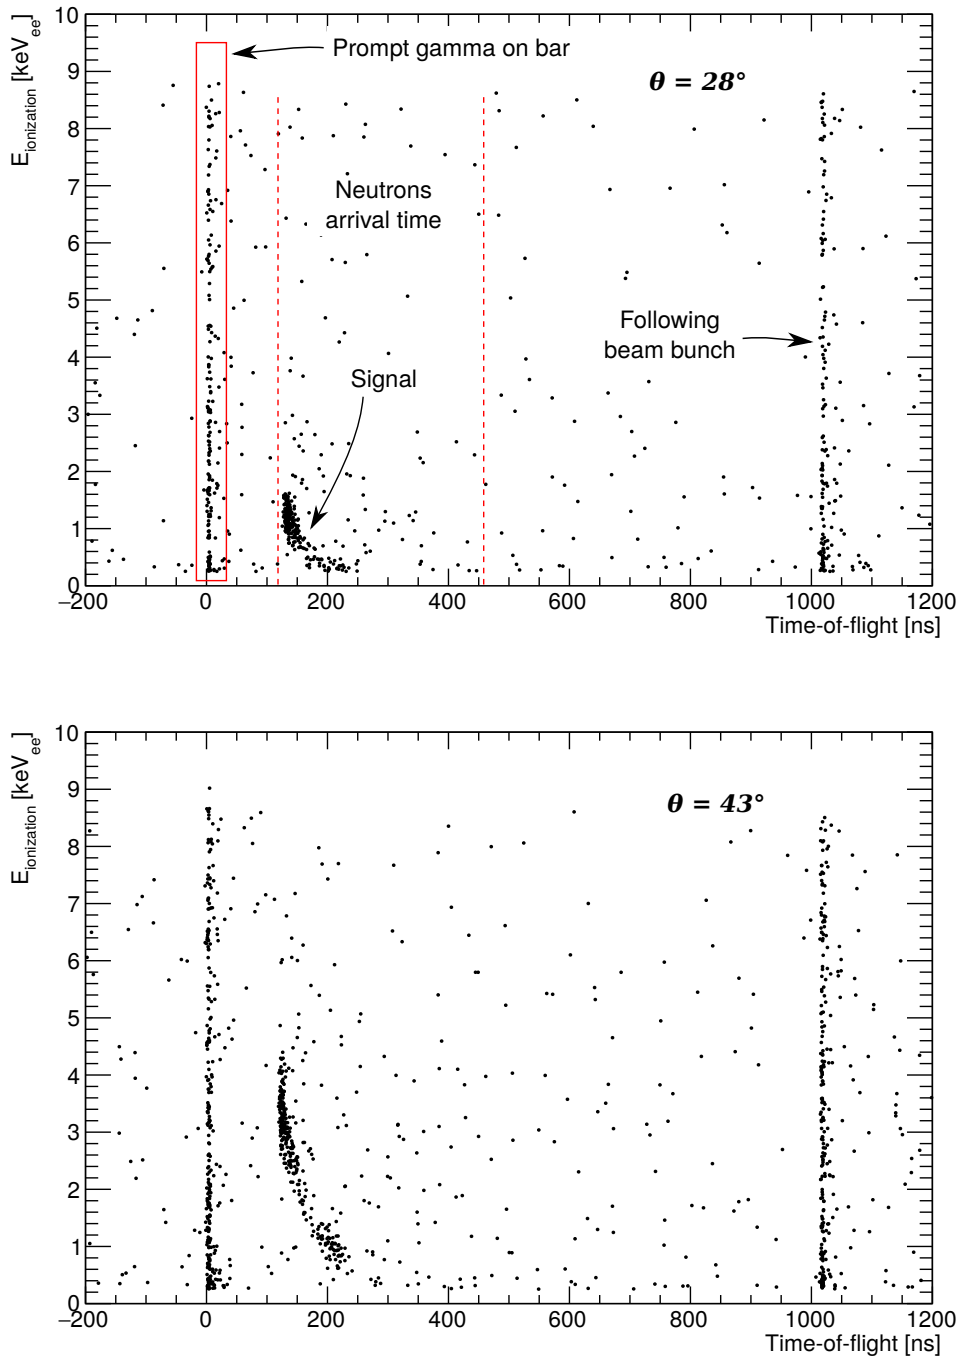 E_ionization [keV_ee]
10
9
8
7
6
5
4
3
2
1
0
Prompt gamma on bar
θ = 28°
Neutrons
arrival time
Following
beam bunch
Signal
−200 0 200 400 600 800 1000 1200
Time-of-flight [ns]
E_ionization [keV_ee]
10
9
8
7
6
5
4
3
2
1
0
θ = 43°
−200 0 200 400 600 800 1000 1200
Time-of-flight [ns]